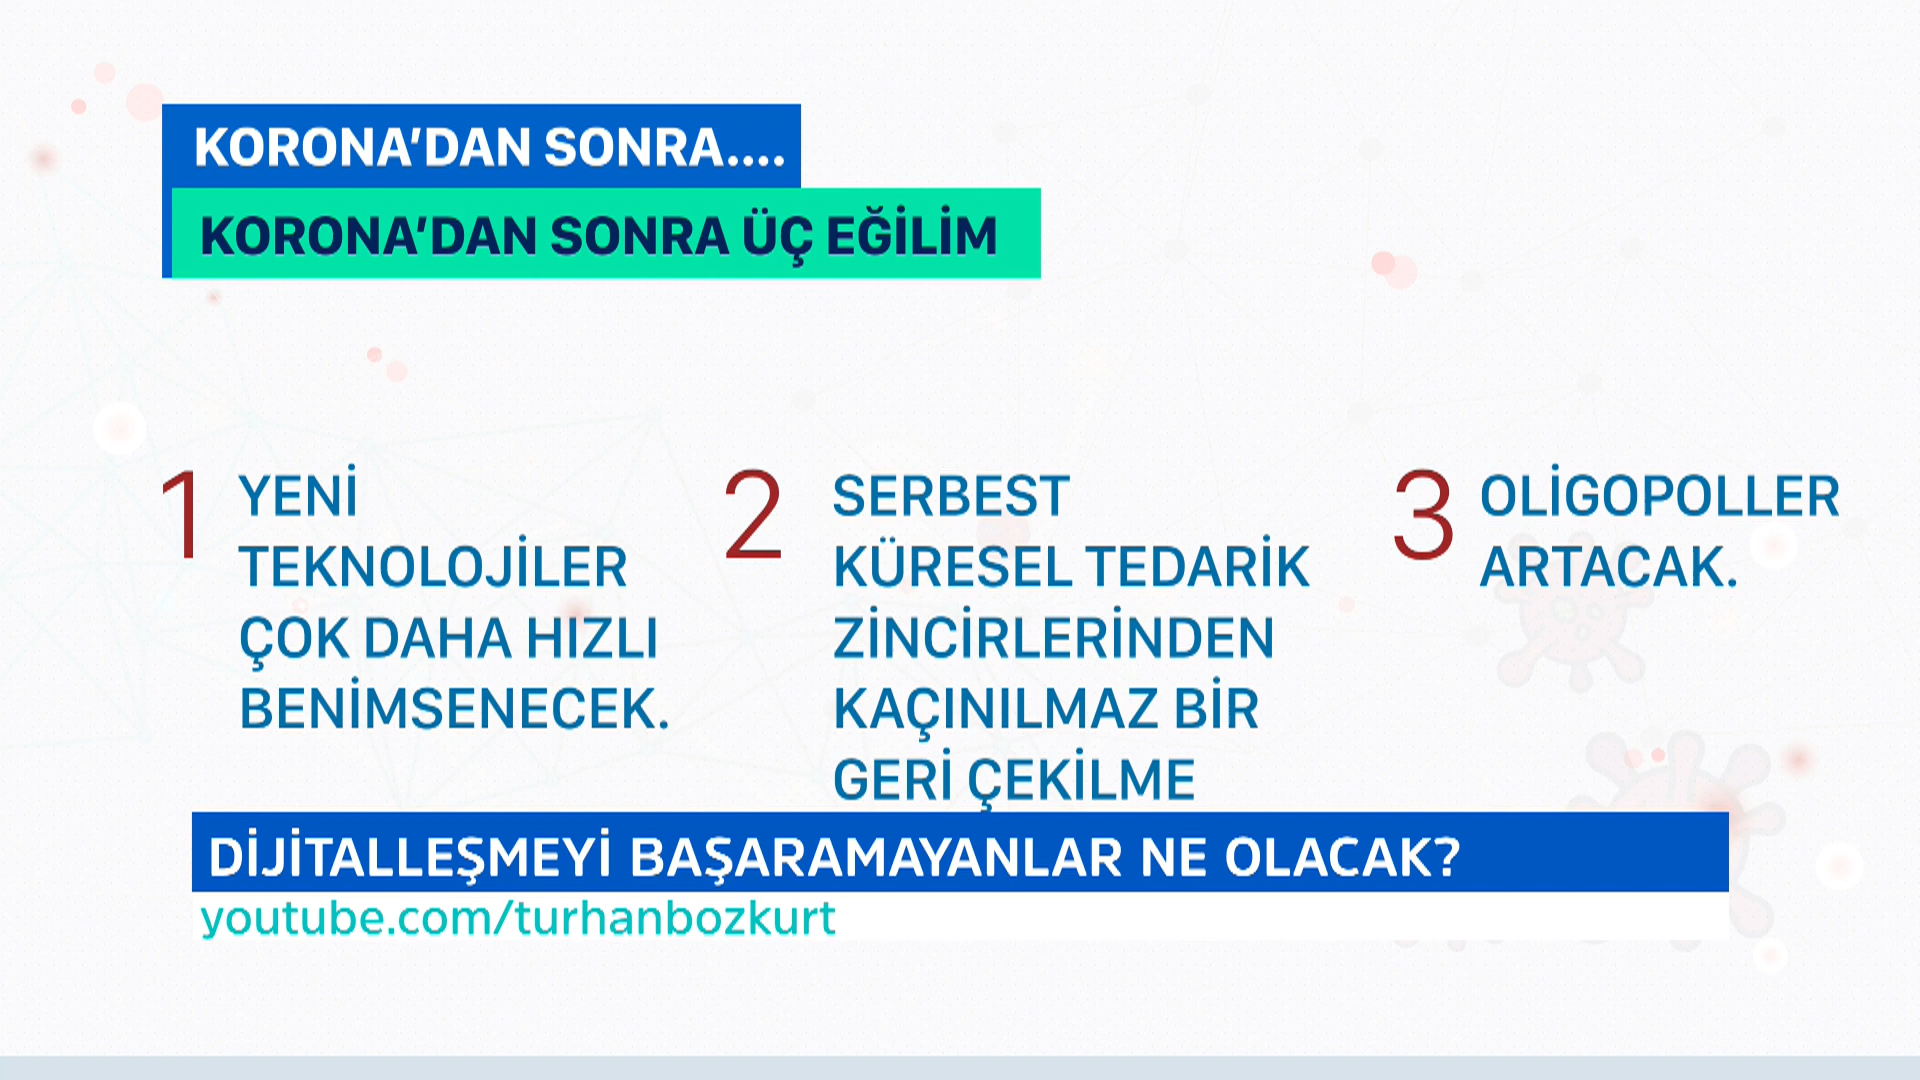 KORONA’DAN SONRA....
KORONA’DAN SONRA ÜÇ EĞİLİM
1
YENİ
TEKNOLOJİLER
ÇOK DAHA HIZLI
BENİMSENECEK.
2
SERBEST
KÜRESEL TEDARİK
ZİNCİRLERİNDEN
KAÇINILMAZ BİR
GERİ ÇEKİLME
3
OLİGOPOLLER
ARTACAK.
DİJİTALLEŞMEYİ BAŞARAMAYANLAR NE OLACAK?
youtube.com/turhanbozkurt